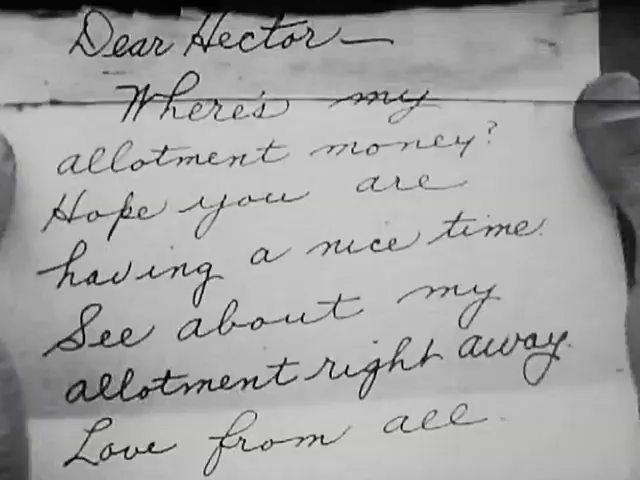 Dear Hector —
Where's my
allotment money?
Hope you are
having a nice time.
See about my
allotment right away.
Love from all.